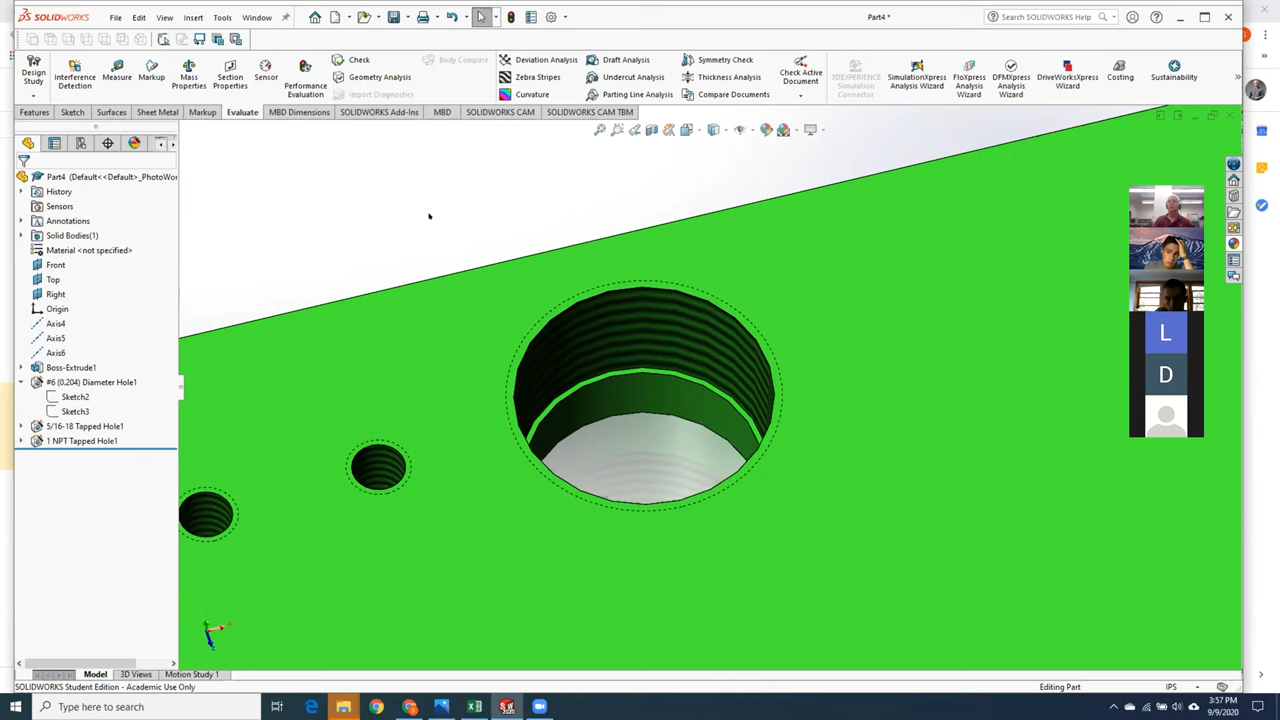 SOLIDWORKS File Edit View Insert Tools Window Part4 * Search SOLIDWORKS Help
Design Study
Interference Detection
Measure
Markup
Mass Properties
Section Properties
Sensor
Performance Evaluation
Check
Geometry Analysis
Import Diagnostics
Body Compare
Deviation Analysis
Zebra Stripes
Curvature
Draft Analysis
Undercut Analysis
Parting Line Analysis
Symmetry Check
Thickness Analysis
Compare Documents
Check Active Document
3DEXPERIENCE Simulation Connector
SimulationXpress Analysis Wizard
FloXpress Analysis Wizard
DFMXpress Analysis Wizard
DriveWorksXpress Wizard
Costing
Sustainability
Features Sketch Surfaces Sheet Metal Markup Evaluate MBD Dimensions SOLIDWORKS Add-Ins MBD SOLIDWORKS CAM SOLIDWORKS CAM TBM
Part4 (Default<<Default>_PhotoWor
History
Sensors
Annotations
Solid Bodies(1)
Material <not specified>
Front
Top
Right
Origin
Axis4
Axis5
Axis6
Boss-Extrude1
#6 (0.204) Diameter Hole1
Sketch2
Sketch3
5/16-18 Tapped Hole1
1 NPT Tapped Hole1
L
D
Model 3D Views Motion Study 1
SOLIDWORKS Student Edition - Academic Use Only Editing Part IPS
Type here to search
3:57 PM
9/9/2020